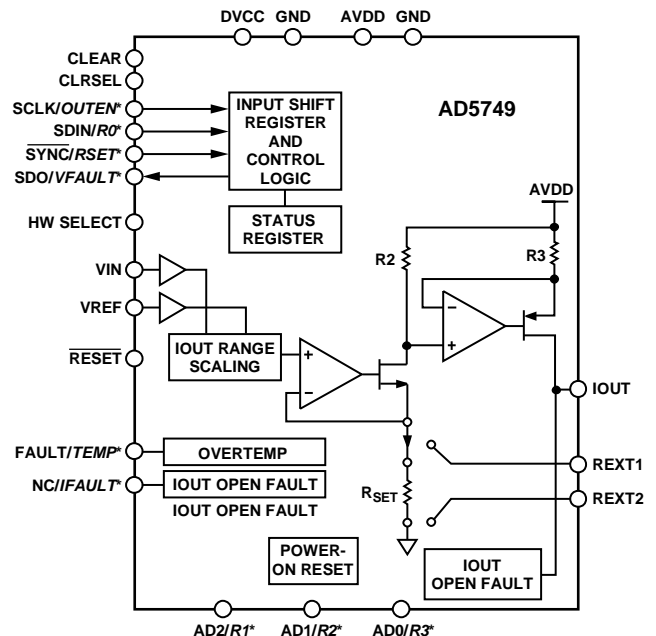 DVCC GND AVDD GND
CLEAR
CLRSEL
SCLK/OUTEN*
SDIN/R0*
SYNC/RSET*
SDO/VFAULT*
HW SELECT
VIN
VREF
RESET
FAULT/TEMP*
NC/IFAULT*
INPUT SHIFT
REGISTER
AND
CONTROL
LOGIC
STATUS
REGISTER
AD5749
AVDD
R2
R3
IOUT RANGE
SCALING
+
−
−
+
IOUT
REXT1
REXT2
RSET
OVERTEMP
IOUT OPEN FAULT
IOUT OPEN FAULT
POWER-
ON RESET
IOUT
OPEN FAULT
AD2/R1* AD1/R2* AD0/R3*